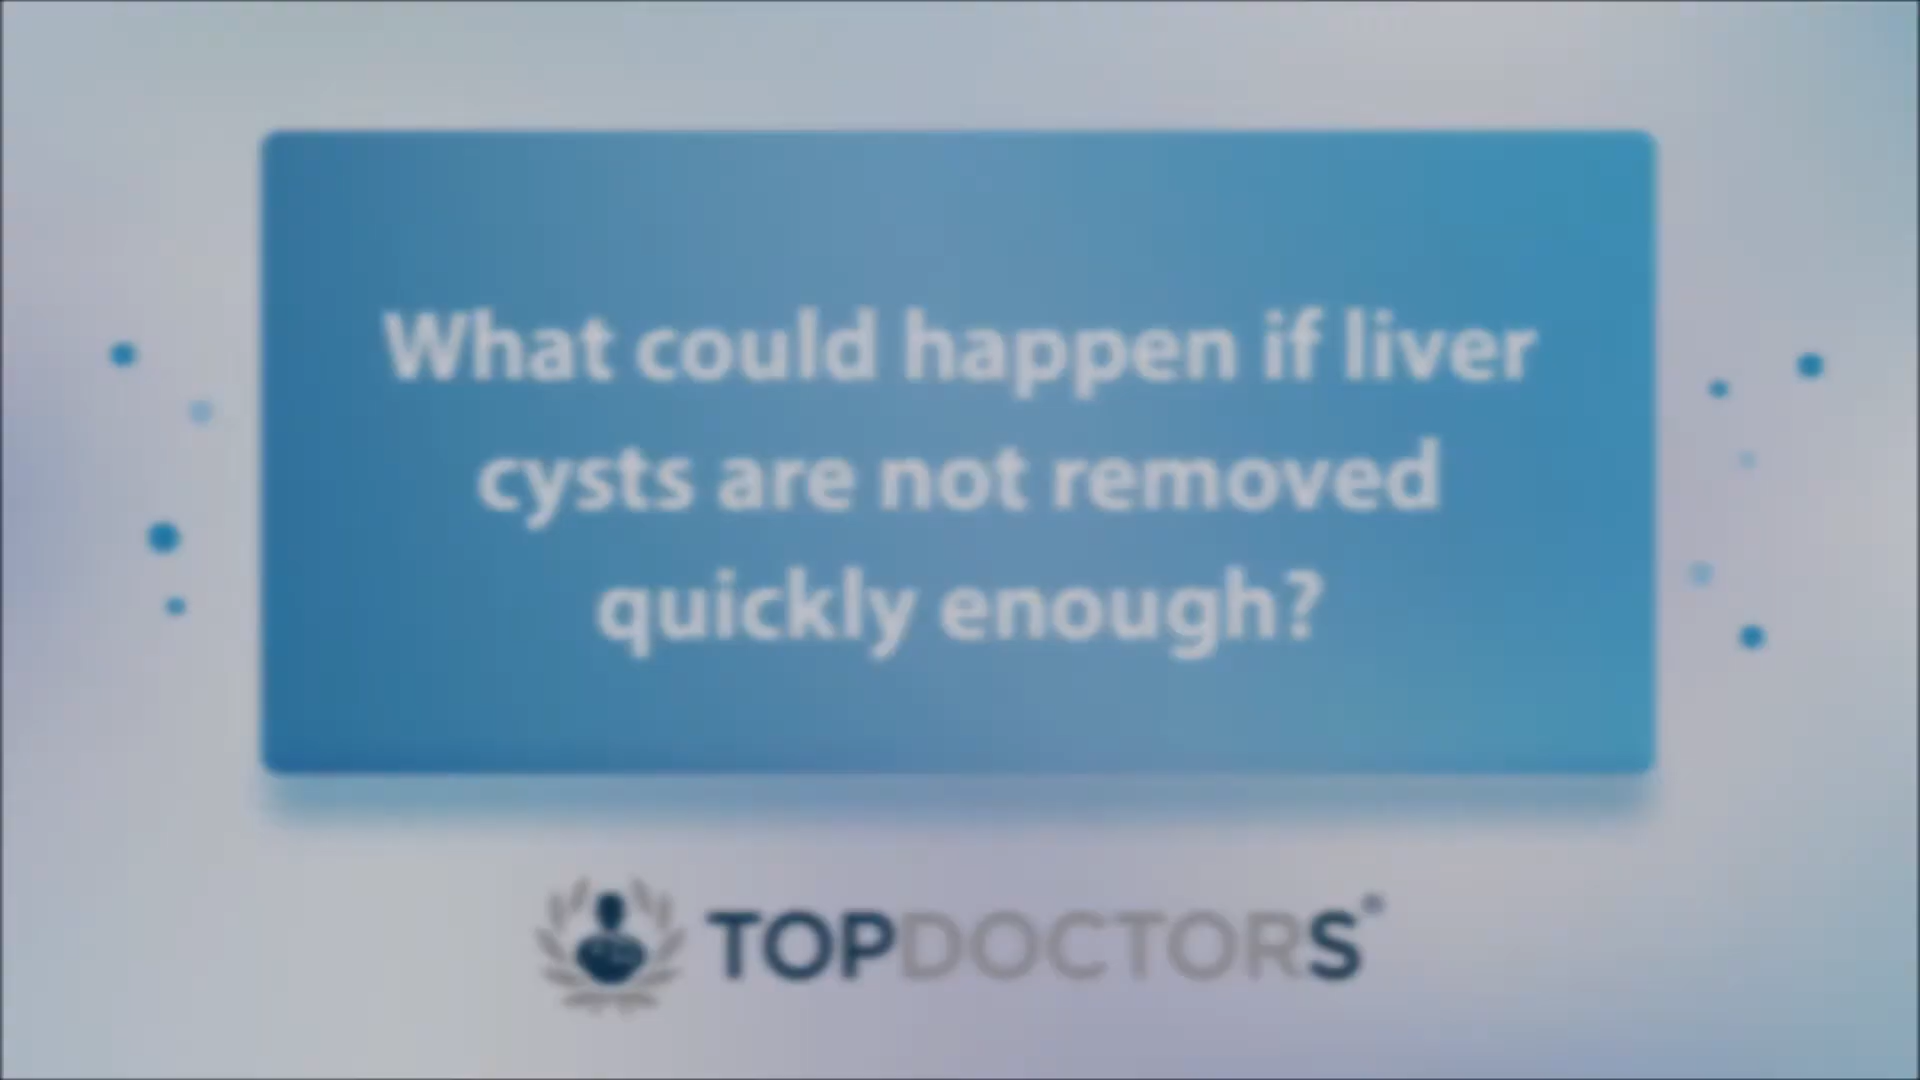 What could happen if liver
cysts are not removed
quickly enough?
TOPDOCTORS®